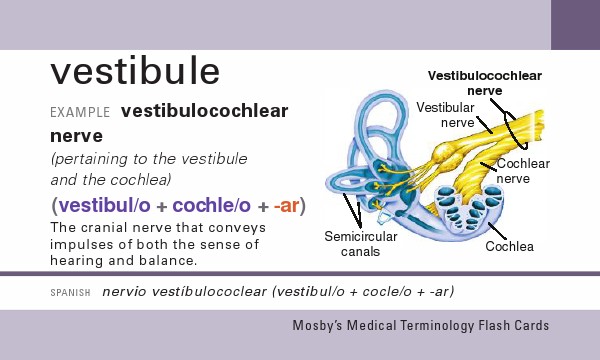 vestibule
EXAMPLE vestibulocochlear
nerve
(pertaining to the vestibule
and the cochlea)
(vestibul/o + cochle/o + -ar)
The cranial nerve that conveys
impulses of both the sense of
hearing and balance.
Vestibulocochlear
nerve
Vestibular
nerve
Cochlear
nerve
Semicircular
canals
Cochlea
SPANISH nervio vestíbulococlear (vestibul/o + cocle/o + -ar)
Mosby's Medical Terminology Flash Cards